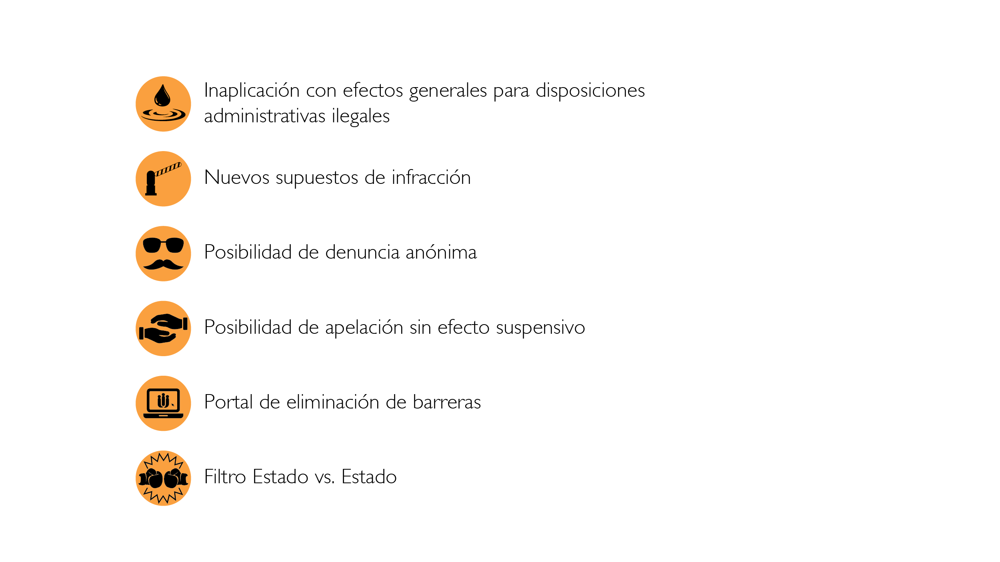 Inaplicación con efectos generales para disposiciones
administrativas ilegales
Nuevos supuestos de infracción
Posibilidad de denuncia anónima
Posibilidad de apelación sin efecto suspensivo
Portal de eliminación de barreras
Filtro Estado vs. Estado